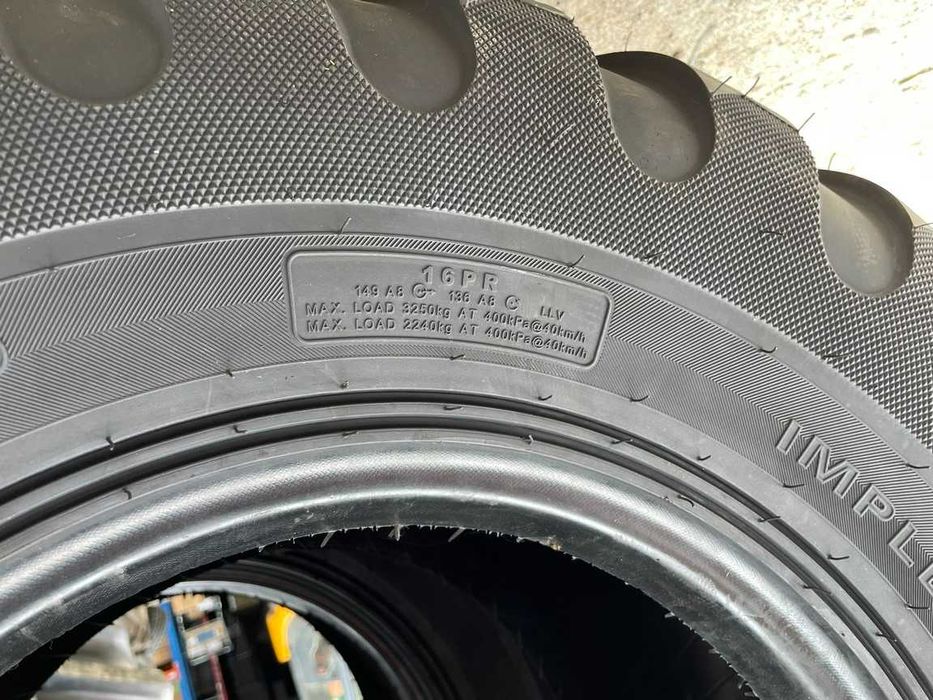 16PR
149 A8 136 A8 LLV
MAX. LOAD 3250kg AT 400kPa@40km/h
MAX. LOAD 2240kg AT 400kPa@40km/h
IMPLE